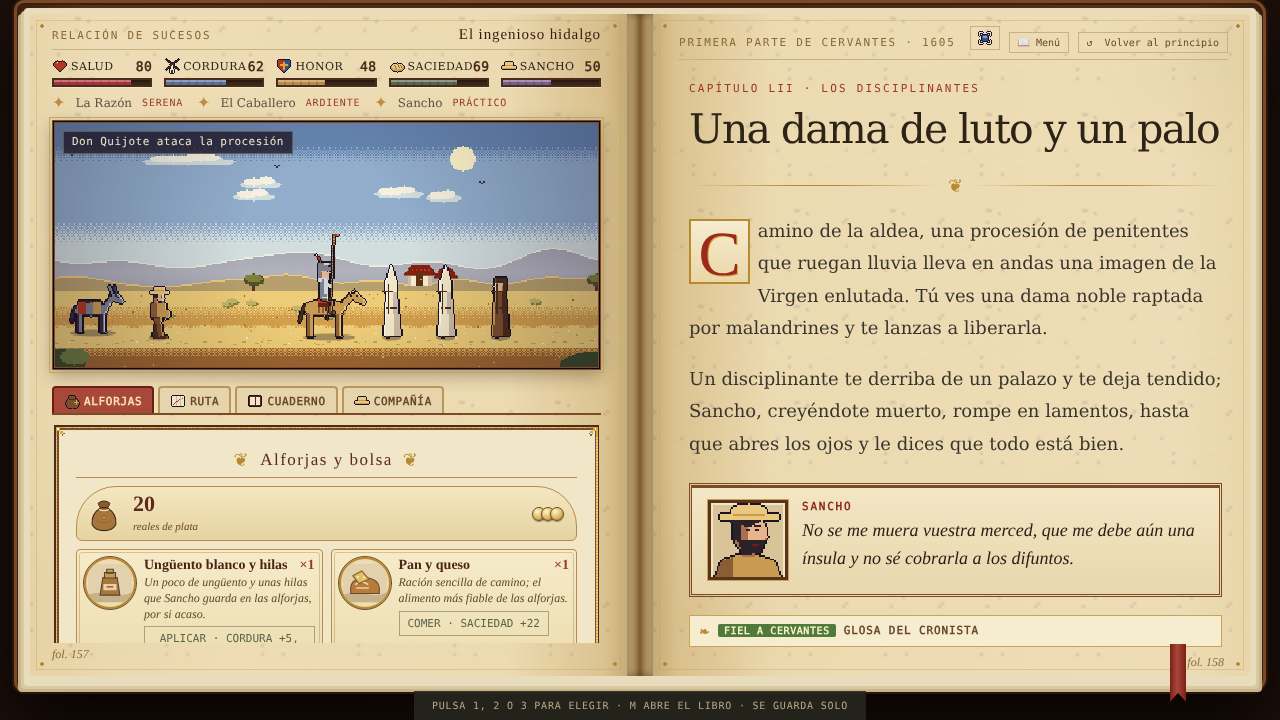 RELACIÓN DE SUCESOS
El ingenioso hidalgo
SALUD 80
CORDURA 62
HONOR 48
SACIEDAD 69
SANCHO 50
La Razón SERENA
El Caballero ARDIENTE
Sancho PRÁCTICO
Don Quijote ataca la procesión
ALFORJAS
RUTA
CUADERNO
COMPAÑÍA
Alforjas y bolsa
20
reales de plata
Ungüento blanco y hilas ×1
Un poco de ungüento y unas hilas
que Sancho guarda en las alforjas,
por si acaso.
APLICAR · CORDURA +5,
Pan y queso ×1
Ración sencilla de camino; el
alimento más fiable de las alforjas.
COMER · SACIEDAD +22
fol. 157
PRIMERA PARTE DE CERVANTES · 1605
Menú
↺ Volver al principio
CAPÍTULO LII · LOS DISCIPLINANTES
Una dama de luto y un palo
Camino de la aldea, una procesión de penitentes
que ruegan lluvia lleva en andas una imagen de la
Virgen enlutada. Tú ves una dama noble raptada
por malandrines y te lanzas a liberarla.
Un disciplinante te derriba de un palazo y te deja tendido;
Sancho, creyéndote muerto, rompe en lamentos, hasta
que abres los ojos y le dices que todo está bien.
SANCHO
No se me muera vuestra merced, que me debe aún una
ínsula y no sé cobrarla a los difuntos.
FIEL A CERVANTES GLOSA DEL CRONISTA
fol. 158
PULSA 1, 2 O 3 PARA ELEGIR · M ABRE EL LIBRO · SE GUARDA SOLO